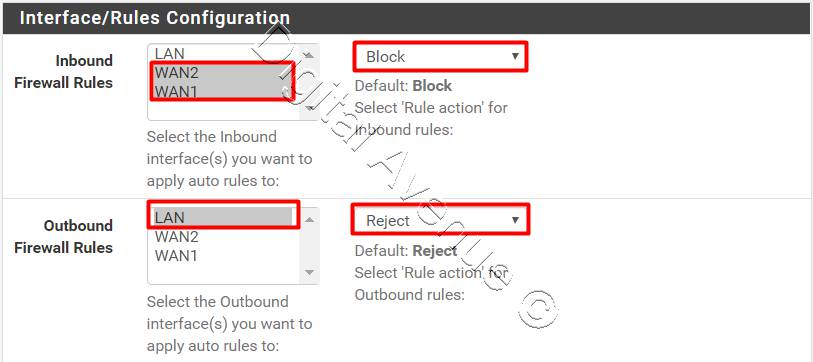 Interface/Rules Configuration
Inbound
Firewall Rules
LAN
WAN2
WAN1
Select the Inbound
interface(s) you want to
apply auto rules to:
Block
Default: Block
Select 'Rule action' for
Inbound rules:
Outbound
Firewall Rules
LAN
WAN2
WAN1
Select the Outbound
interface(s) you want to
apply auto rules to:
Reject
Default: Reject
Select 'Rule action' for
Outbound rules:
Digital Avenue ©